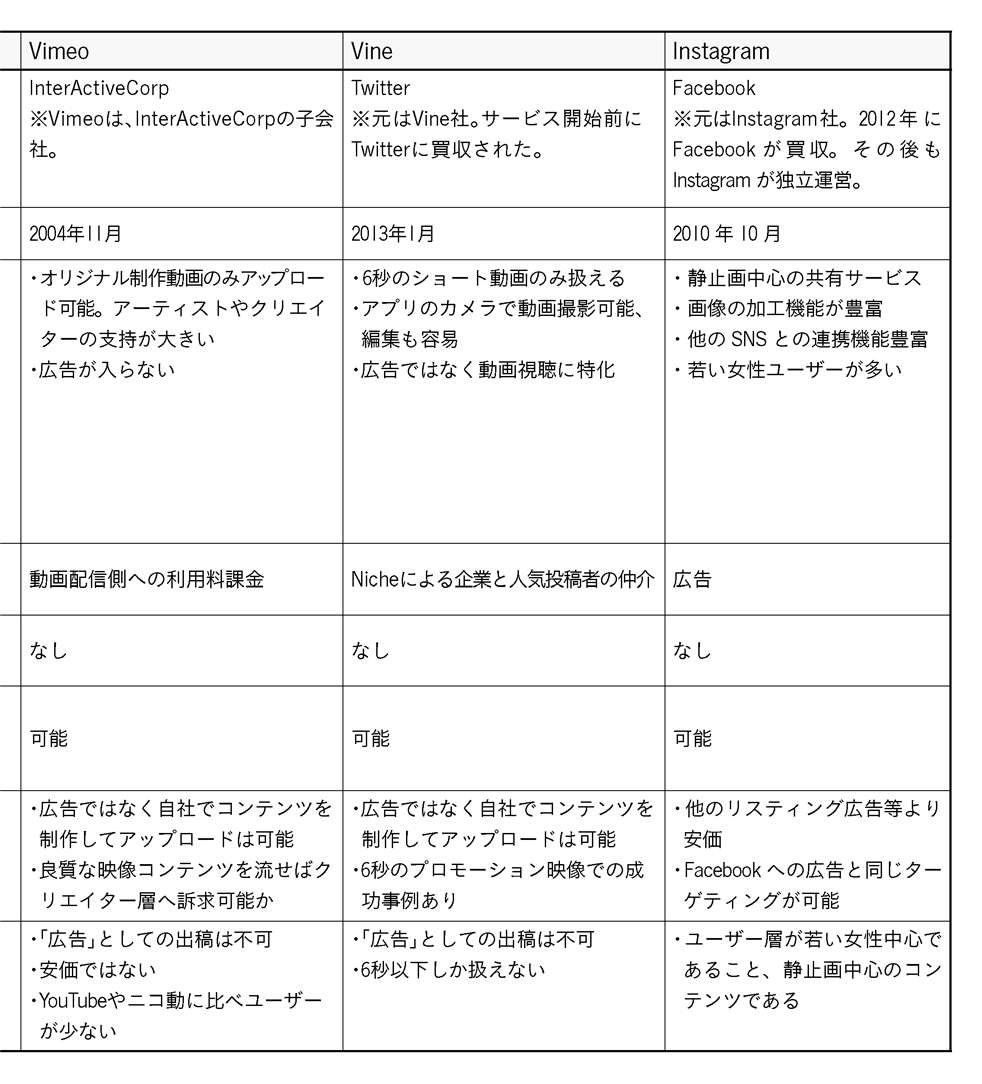 Vimeo
Vine
Instagram
InterActiveCorp
※Vimeoは、InterActiveCorpの子会
社。
Twitter
※元はVine社。サービス開始前に
Twitterに買収された。
Facebook
※元はInstagram社。2012年に
Facebookが買収。その後も
Instagramが独立運営。
2004年11月
2013年1月
2010年10月
・オリジナル制作動画のみアップロー
ド可能。アーティストやクリエイ
ターの支持が大きい
・広告が入らない
・6秒のショート動画のみ扱える
・アプリのカメラで動画撮影可能、
編集も容易
・広告ではなく動画視聴に特化
・静止画中心の共有サービス
・画像の加工機能が豊富
・他のSNSとの連携機能豊富
・若い女性ユーザーが多い
動画配信側への利用料課金
Nicheによる企業と人気投稿者の仲介
広告
なし
なし
なし
可能
可能
可能
・広告ではなく自社でコンテンツを
制作してアップロードは可能
・良質な映像コンテンツを流せばク
リエイター層へ訴求可能か
・広告ではなく自社でコンテンツを
制作してアップロードは可能
・6秒のプロモーション映像での成
功事例あり
・他のリスティング広告等より
安価
・Facebookへの広告と同じター
ゲティングが可能
・「広告」としての出稿は不可
・安価ではない
・YouTubeやニコ動に比べユーザー
が少ない
・「広告」としての出稿は不可
・6秒以下しか扱えない
・ユーザー層が若い女性中心で
あること、静止画中心のコン
テンツである